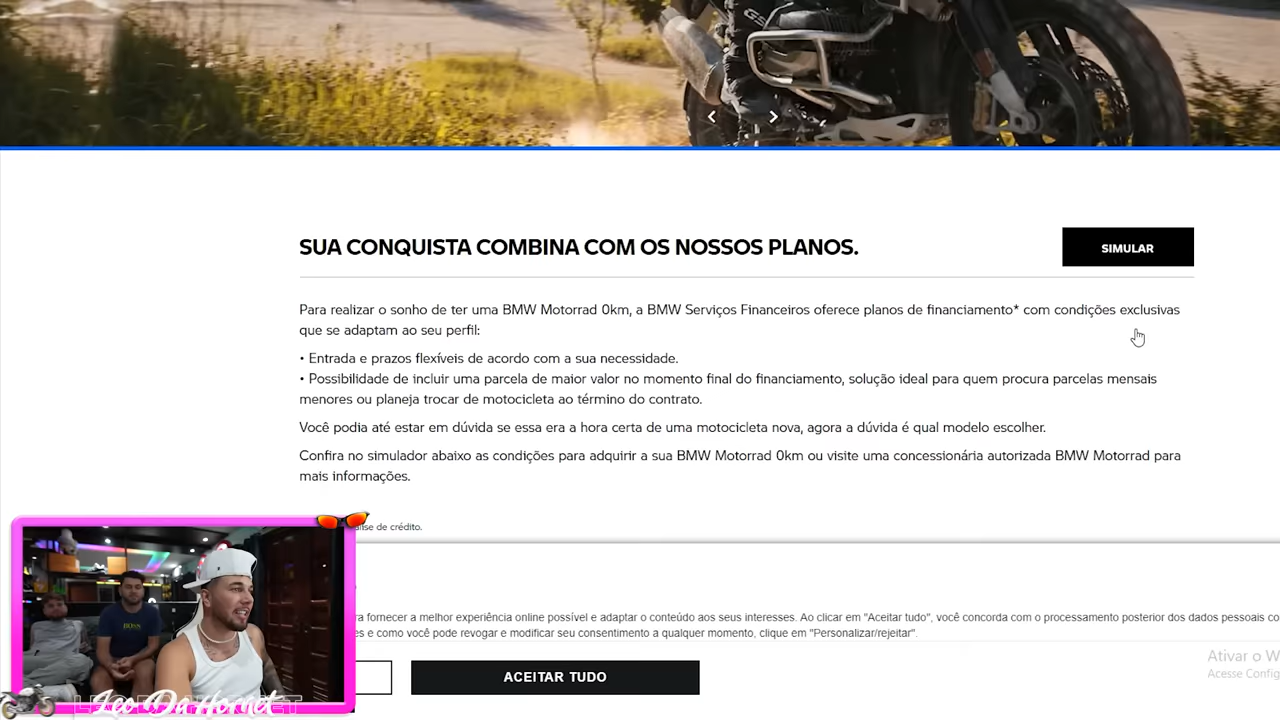 GS
SUA CONQUISTA COMBINA COM OS NOSSOS PLANOS.
SIMULAR
Para realizar o sonho de ter uma BMW Motorrad 0km, a BMW Serviços Financeiros oferece planos de financiamento* com condições exclusivas
que se adaptam ao seu perfil:
• Entrada e prazos flexíveis de acordo com a sua necessidade.
• Possibilidade de incluir uma parcela de maior valor no momento final do financiamento, solução ideal para quem procura parcelas mensais
menores ou planeja trocar de motocicleta ao término do contrato.
Você podia até estar em dúvida se essa era a hora certa de uma motocicleta nova, agora a dúvida é qual modelo escolher.
Confira no simulador abaixo as condições para adquirir a sua BMW Motorrad 0km ou visite uma concessionária autorizada BMW Motorrad para
mais informações.
de crédito.
fornecer a melhor experiência online possível e adaptar o conteúdo aos seus interesses. Ao clicar em "Aceitar tudo", você concorda com o processamento posterior dos dados pessoais
e como você pode revogar e modificar seu consentimento a qualquer momento, clique em "Personalizar/rejeitar".
Ativar o W
Acesse Config
ACEITAR TUDO
BOSS
Leo Da Hornet